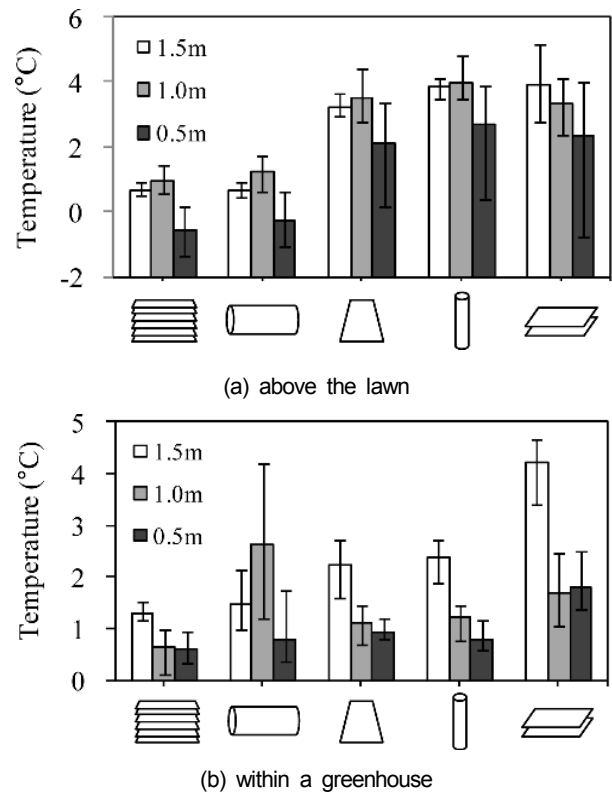 6
4
2
0
-2
Temperature (°C)
1.5m
1.0m
0.5m
(a) above the lawn
5
4
3
2
1
0
Temperature (°C)
1.5m
1.0m
0.5m
(b) within a greenhouse